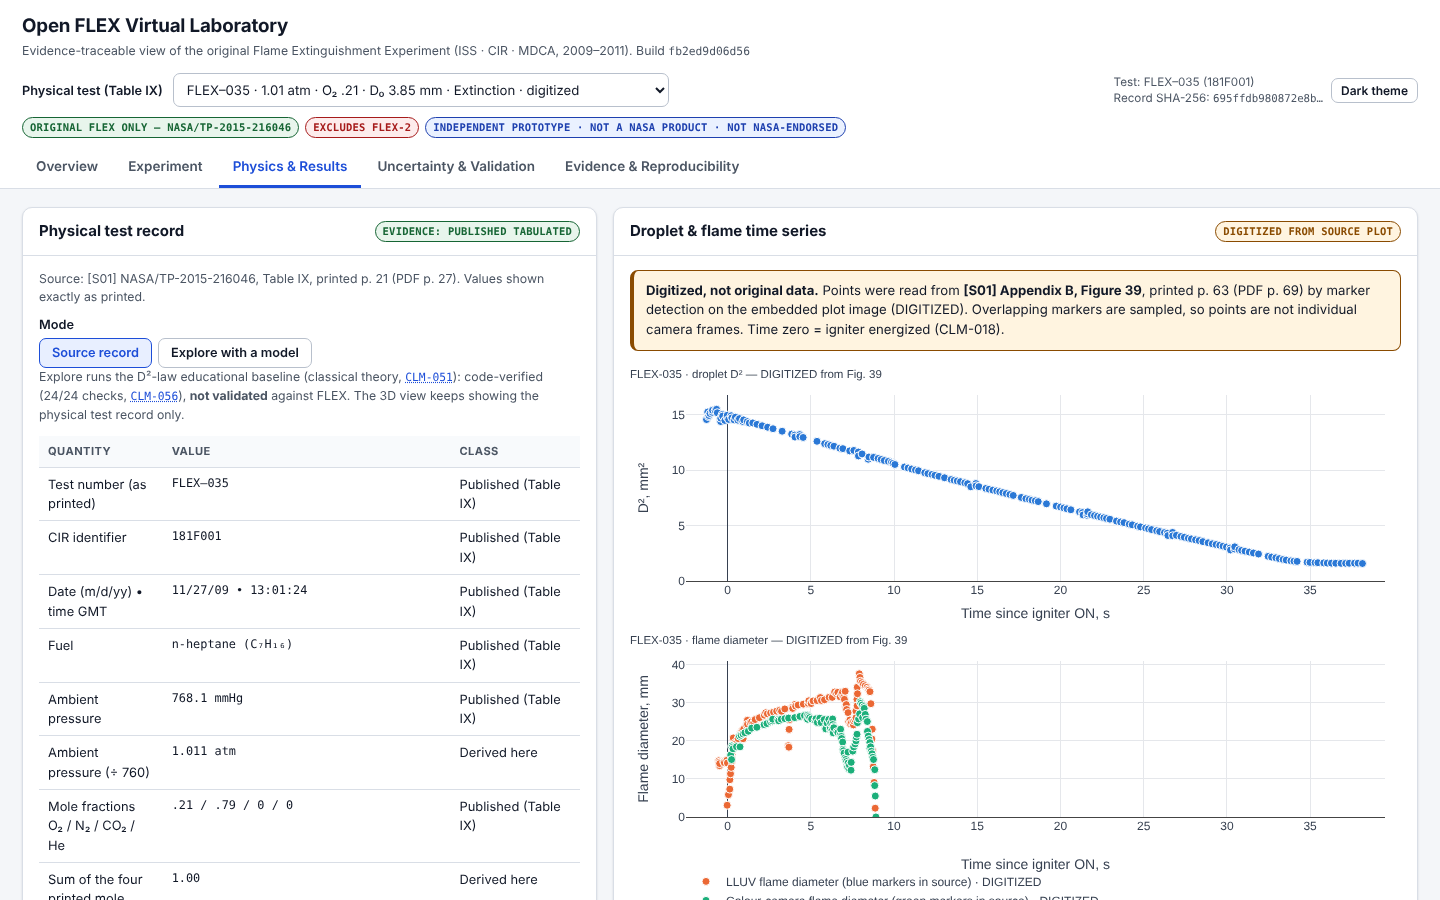 Open FLEX Virtual Laboratory
Evidence-traceable view of the original Flame Extinguishment Experiment (ISS · CIR · MDCA, 2009–2011). Build fb2ed9d06d56
Physical test (Table IX)
FLEX–035 · 1.01 atm · O₂ .21 · D₀ 3.85 mm · Extinction · digitized
Test: FLEX–035 (181F001)
Record SHA-256: 695ffdb980872e8b…
Dark theme
ORIGINAL FLEX ONLY — NASA/TP-2015-216046
EXCLUDES FLEX-2
INDEPENDENT PROTOTYPE · NOT A NASA PRODUCT · NOT NASA-ENDORSED
Overview
Experiment
Physics & Results
Uncertainty & Validation
Evidence & Reproducibility
Physical test record
EVIDENCE: PUBLISHED TABULATED
Source: [S01] NASA/TP-2015-216046, Table IX, printed p. 21 (PDF p. 27). Values shown
exactly as printed.
Mode
Source record
Explore with a model
Explore runs the D²-law educational baseline (classical theory, CLM-051): code-verified
(24/24 checks, CLM-056), not validated against FLEX. The 3D view keeps showing the
physical test record only.
QUANTITY VALUE CLASS
Test number (as FLEX–035 Published (Table
printed) IX)
CIR identifier 181F001 Published (Table
IX)
Date (m/d/yy) • 11/27/09 • 13:01:24 Published (Table
time GMT IX)
Fuel n-heptane (C₇H₁₆) Published (Table
IX)
Ambient 768.1 mmHg Published (Table
pressure IX)
Ambient 1.011 atm Derived here
pressure (÷ 760)
Mole fractions .21 / .79 / 0 / 0 Published (Table
O₂ / N₂ / CO₂ / IX)
He
Sum of the four 1.00 Derived here
printed mole
Droplet & flame time series
DIGITIZED FROM SOURCE PLOT
Digitized, not original data. Points were read from [S01] Appendix B, Figure 39, printed p. 63 (PDF p. 69) by marker
detection on the embedded plot image (DIGITIZED). Overlapping markers are sampled, so points are not individual
camera frames. Time zero = igniter energized (CLM-018).
FLEX-035 · droplet D² — DIGITIZED from Fig. 39
15
10
5
0
D², mm²
0 5 10 15 20 25 30 35
Time since igniter ON, s
FLEX-035 · flame diameter — DIGITIZED from Fig. 39
40
30
20
10
0
Flame diameter, mm
0 5 10 15 20 25 30 35
Time since igniter ON, s
LLUV flame diameter (blue markers in source) · DIGITIZED
Colour-camera flame diameter (green markers in source) · DIGITIZED